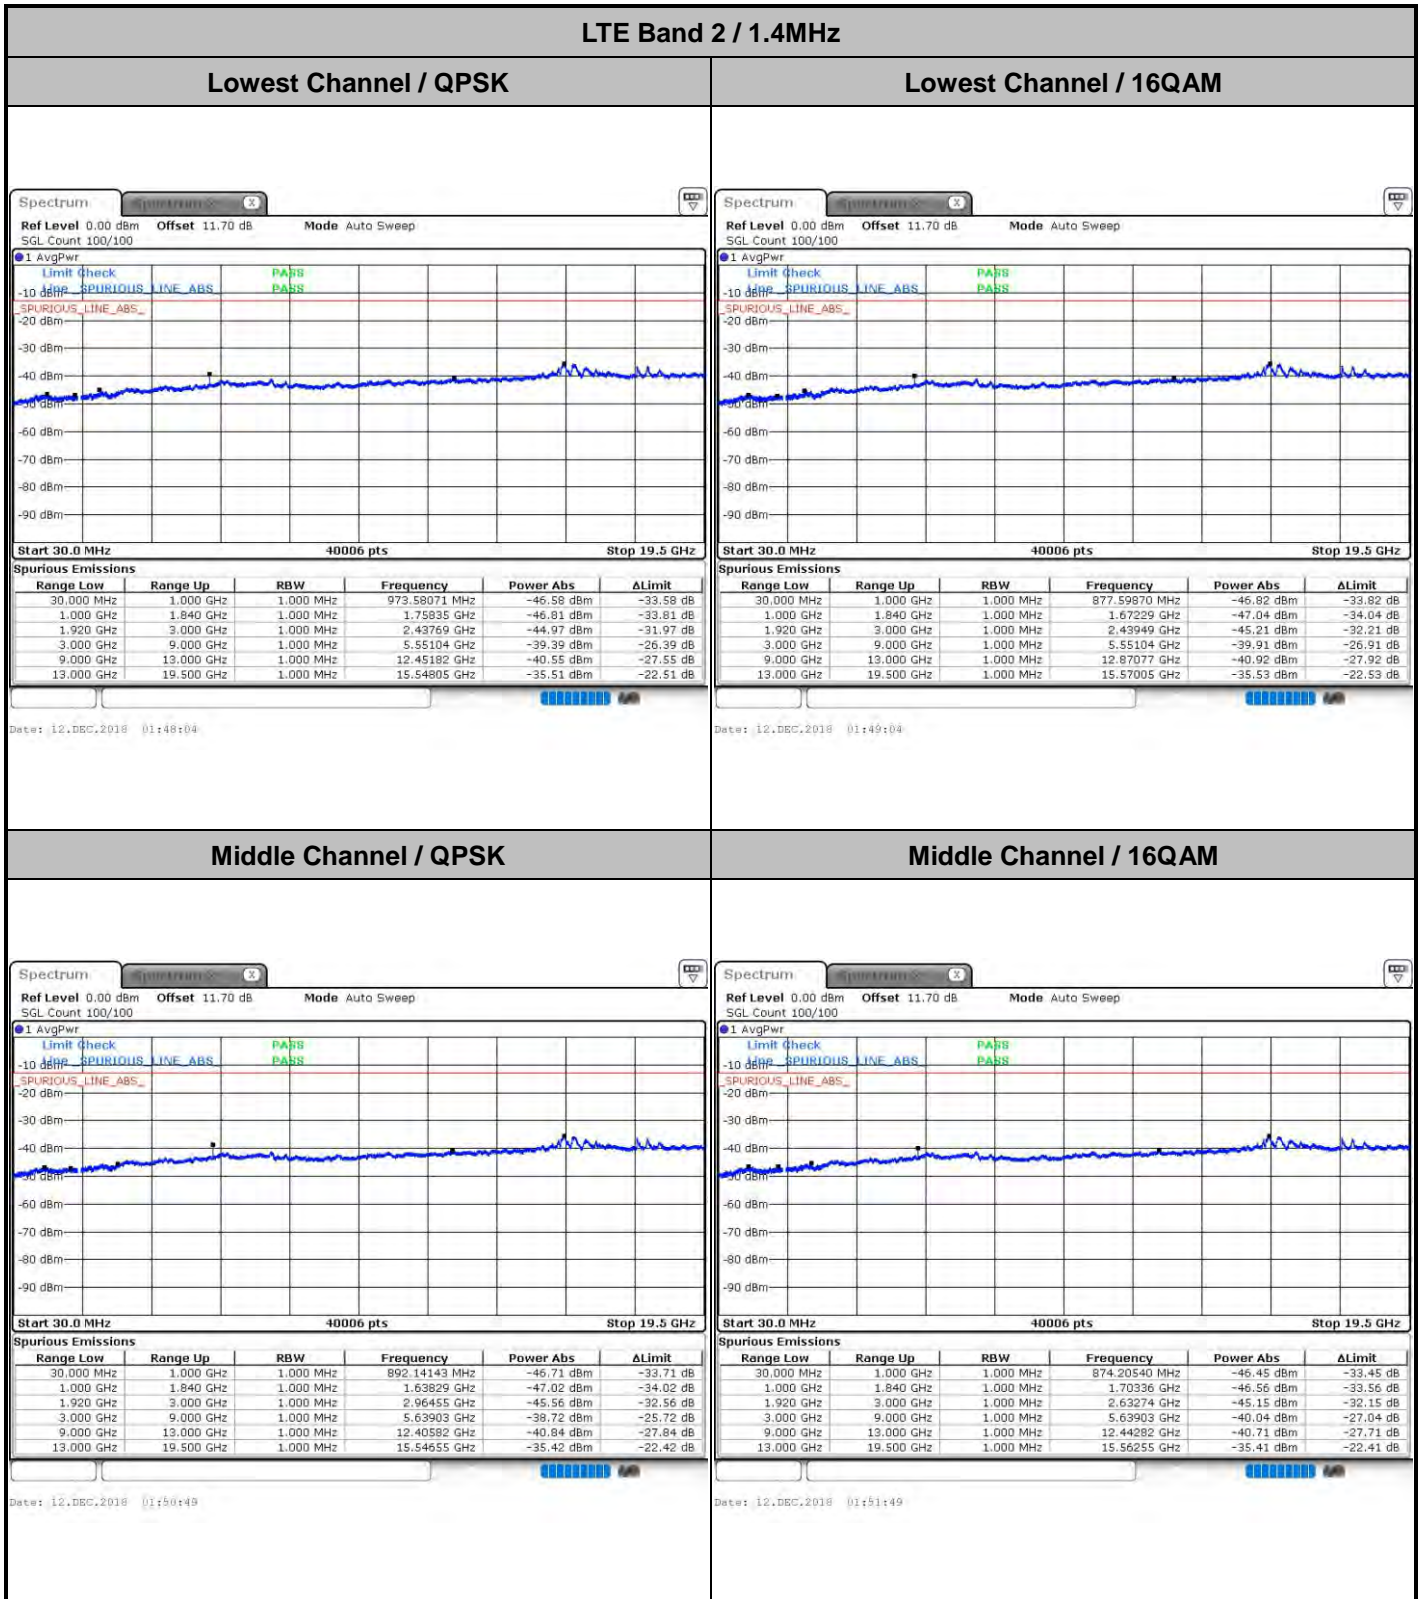 LTE Band 2 / 1.4MHz
Lowest Channel / QPSK
Lowest Channel / 16QAM
Spectrum
Ref Level 0.00 dBm Offset 11.70 dB Mode Auto Sweep
SGL Count 100/100
1 AvgPwr
Limit Check PASS
Line _SPURIOUS_LINE_ABS_ PASS
_SPURIOUS_LINE_ABS_
-10 dBm
-20 dBm
-30 dBm
-40 dBm
-50 dBm
-60 dBm
-70 dBm
-80 dBm
-90 dBm
Start 30.0 MHz 40006 pts Stop 19.5 GHz
Spurious Emissions
Range Low Range Up RBW Frequency Power Abs ΔLimit
30.000 MHz 1.000 GHz 1.000 MHz 973.58071 MHz -46.58 dBm -33.58 dB
1.000 GHz 1.840 GHz 1.000 MHz 1.75835 GHz -46.81 dBm -33.81 dB
1.920 GHz 3.000 GHz 1.000 MHz 2.43769 GHz -44.97 dBm -31.97 dB
3.000 GHz 9.000 GHz 1.000 MHz 5.55104 GHz -39.39 dBm -26.39 dB
9.000 GHz 13.000 GHz 1.000 MHz 12.45182 GHz -40.55 dBm -27.55 dB
13.000 GHz 19.500 GHz 1.000 MHz 15.54805 GHz -35.51 dBm -22.51 dB
Date: 12.DEC.2018 01:48:04
Spectrum
Ref Level 0.00 dBm Offset 11.70 dB Mode Auto Sweep
SGL Count 100/100
1 AvgPwr
Limit Check PASS
Line _SPURIOUS_LINE_ABS_ PASS
_SPURIOUS_LINE_ABS_
-10 dBm
-20 dBm
-30 dBm
-40 dBm
-50 dBm
-60 dBm
-70 dBm
-80 dBm
-90 dBm
Start 30.0 MHz 40006 pts Stop 19.5 GHz
Spurious Emissions
Range Low Range Up RBW Frequency Power Abs ΔLimit
30.000 MHz 1.000 GHz 1.000 MHz 877.59870 MHz -46.82 dBm -33.82 dB
1.000 GHz 1.840 GHz 1.000 MHz 1.67229 GHz -47.04 dBm -34.04 dB
1.920 GHz 3.000 GHz 1.000 MHz 2.43949 GHz -45.21 dBm -32.21 dB
3.000 GHz 9.000 GHz 1.000 MHz 5.55104 GHz -39.91 dBm -26.91 dB
9.000 GHz 13.000 GHz 1.000 MHz 12.87077 GHz -40.92 dBm -27.92 dB
13.000 GHz 19.500 GHz 1.000 MHz 15.57005 GHz -35.53 dBm -22.53 dB
Date: 12.DEC.2018 01:49:04
Middle Channel / QPSK
Middle Channel / 16QAM
Spectrum
Ref Level 0.00 dBm Offset 11.70 dB Mode Auto Sweep
SGL Count 100/100
1 AvgPwr
Limit Check PASS
Line _SPURIOUS_LINE_ABS_ PASS
_SPURIOUS_LINE_ABS_
-10 dBm
-20 dBm
-30 dBm
-40 dBm
-50 dBm
-60 dBm
-70 dBm
-80 dBm
-90 dBm
Start 30.0 MHz 40006 pts Stop 19.5 GHz
Spurious Emissions
Range Low Range Up RBW Frequency Power Abs ΔLimit
30.000 MHz 1.000 GHz 1.000 MHz 892.14143 MHz -46.71 dBm -33.71 dB
1.000 GHz 1.840 GHz 1.000 MHz 1.63829 GHz -47.02 dBm -34.02 dB
1.920 GHz 3.000 GHz 1.000 MHz 2.96455 GHz -45.56 dBm -32.56 dB
3.000 GHz 9.000 GHz 1.000 MHz 5.63903 GHz -38.72 dBm -25.72 dB
9.000 GHz 13.000 GHz 1.000 MHz 12.40582 GHz -40.84 dBm -27.84 dB
13.000 GHz 19.500 GHz 1.000 MHz 15.54655 GHz -35.42 dBm -22.42 dB
Date: 12.DEC.2018 01:50:49
Spectrum
Ref Level 0.00 dBm Offset 11.70 dB Mode Auto Sweep
SGL Count 100/100
1 AvgPwr
Limit Check PASS
Line _SPURIOUS_LINE_ABS_ PASS
_SPURIOUS_LINE_ABS_
-10 dBm
-20 dBm
-30 dBm
-40 dBm
-50 dBm
-60 dBm
-70 dBm
-80 dBm
-90 dBm
Start 30.0 MHz 40006 pts Stop 19.5 GHz
Spurious Emissions
Range Low Range Up RBW Frequency Power Abs ΔLimit
30.000 MHz 1.000 GHz 1.000 MHz 874.20540 MHz -46.45 dBm -33.45 dB
1.000 GHz 1.840 GHz 1.000 MHz 1.70336 GHz -46.56 dBm -33.56 dB
1.920 GHz 3.000 GHz 1.000 MHz 2.63274 GHz -45.15 dBm -32.15 dB
3.000 GHz 9.000 GHz 1.000 MHz 5.63903 GHz -40.04 dBm -27.04 dB
9.000 GHz 13.000 GHz 1.000 MHz 12.44282 GHz -40.71 dBm -27.71 dB
13.000 GHz 19.500 GHz 1.000 MHz 15.56255 GHz -35.41 dBm -22.41 dB
Date: 12.DEC.2018 01:51:49